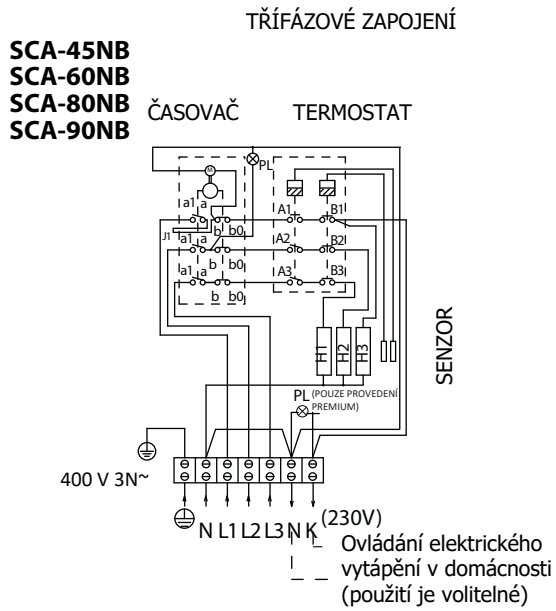 TŘÍFÁZOVÉ ZAPOJENÍ
SCA-45NB
SCA-60NB
SCA-80NB
SCA-90NB
ČASOVAČ
TERMOSTAT
M
PL
a1 a
A1
B1
J1
b b0
a1 a
A2
B2
b b0
a1 a
A3
B3
b b0
H1
H2
H3
SENZOR
PL (POUZE PROVEDENÍ
PREMIUM)
400 V 3N~
N L1 L2 L3 N K (230V)
Ovládání elektrického
vytápění v domácnosti
(použití je volitelné)